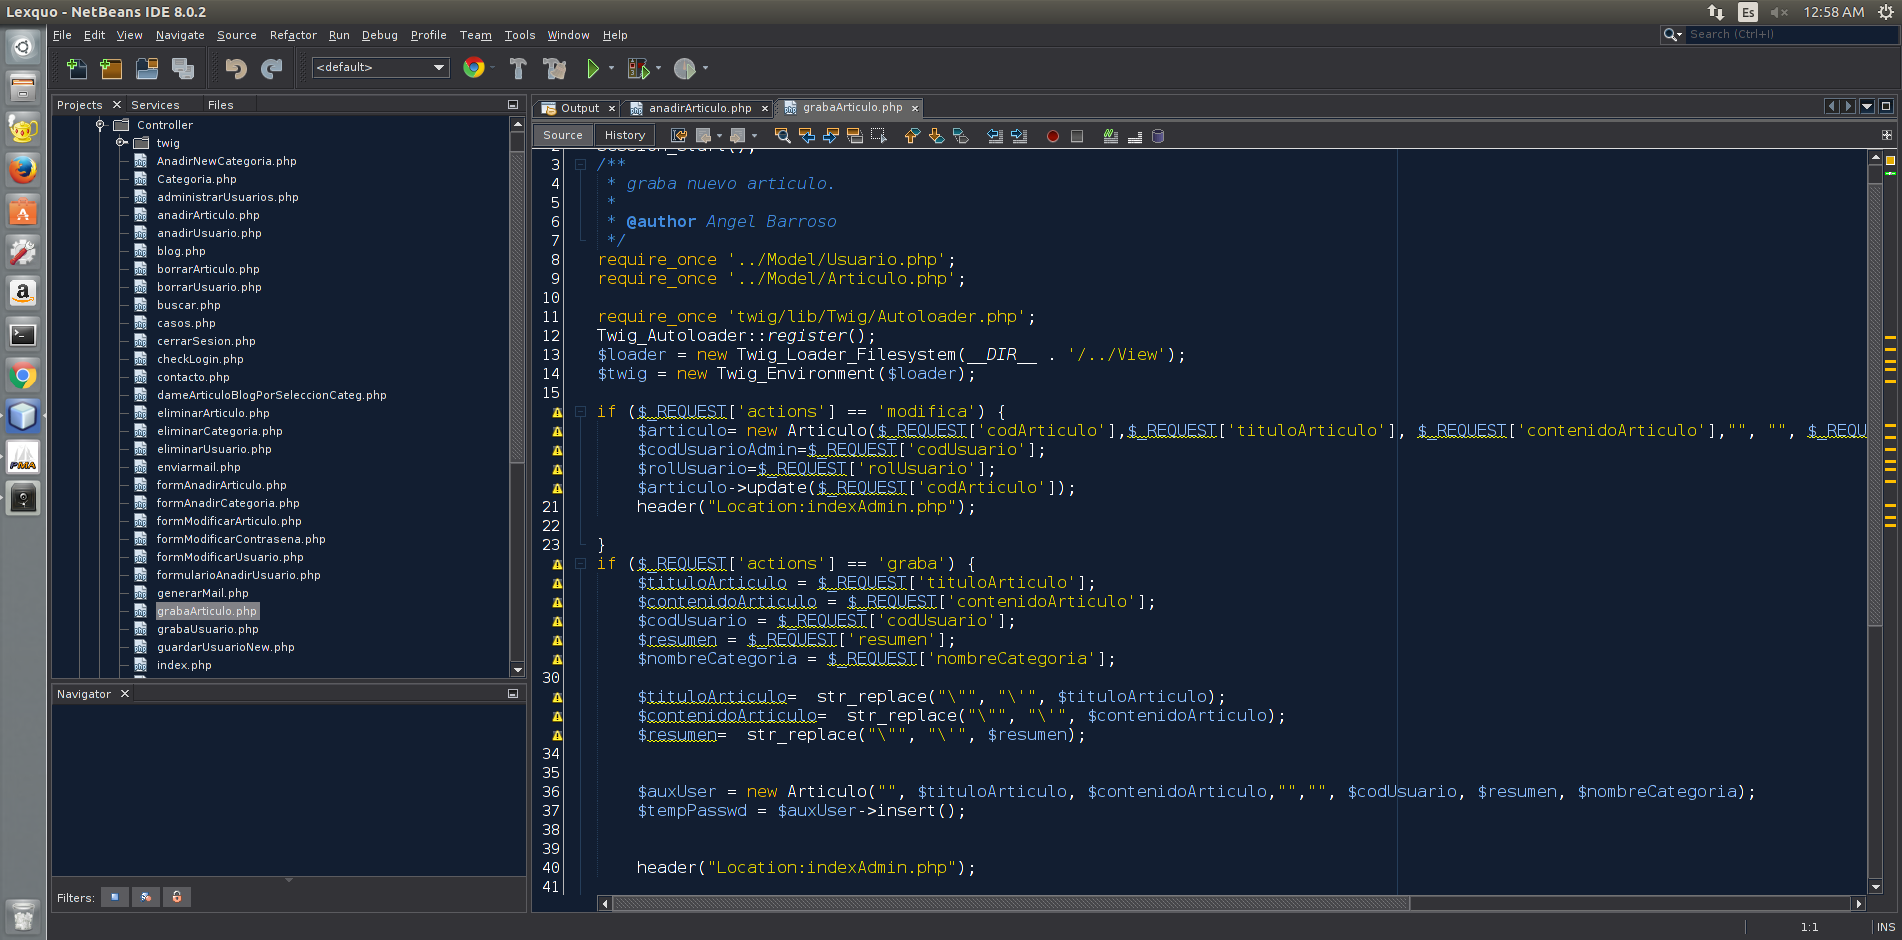 Lexquo - NetBeans IDE 8.0.2
Es
12:58 AM
File Edit View Navigate Source Refactor Run Debug Profile Team Tools Window Help
Search (Ctrl+I)
<default>
Projects Services Files
Controller
twig
AnadirNewCategoria.php
Categoria.php
administrarUsuarios.php
anadirArticulo.php
anadirUsuario.php
blog.php
borrarArticulo.php
borrarUsuario.php
buscar.php
casos.php
cerrarSesion.php
checkLogin.php
contacto.php
dameArticuloBlogPorSeleccionCateg.php
eliminarArticulo.php
eliminarCategoria.php
eliminarUsuario.php
enviarmail.php
formAnadirArticulo.php
formAnadirCategoria.php
formModificarArticulo.php
formModificarContrasena.php
formModificarUsuario.php
formularioAnadirUsuario.php
generarMail.php
grabaArticulo.php
grabaUsuario.php
guardarUsuarioNew.php
index.php
Navigator
Filters:
Output anadirArticulo.php grabaArticulo.php
Source History
2 session_start();
3 /**
4 * graba nuevo articulo.
5 *
6 * @author Angel Barroso
7 */
8 require_once '../Model/Usuario.php';
9 require_once '../Model/Articulo.php';
10
11 require_once 'twig/lib/Twig/Autoloader.php';
12 Twig_Autoloader::register();
13 $loader = new Twig_Loader_Filesystem(__DIR__ . '/../View');
14 $twig = new Twig_Environment($loader);
15
if ($_REQUEST['actions'] == 'modifica') {
$articulo= new Articulo($_REQUEST['codArticulo'],$_REQUEST['tituloArticulo'], $_REQUEST['contenidoArticulo'],"", "", $_REQU
$codUsuarioAdmin=$_REQUEST['codUsuario'];
$rolUsuario=$_REQUEST['rolUsuario'];
$articulo->update($_REQUEST['codArticulo']);
21 header("Location:indexAdmin.php");
22
23 }
if ($_REQUEST['actions'] == 'graba') {
$tituloArticulo = $_REQUEST['tituloArticulo'];
$contenidoArticulo = $_REQUEST['contenidoArticulo'];
$codUsuario = $_REQUEST['codUsuario'];
$resumen = $_REQUEST['resumen'];
$nombreCategoria = $_REQUEST['nombreCategoria'];
30
$tituloArticulo= str_replace("\"", "\'", $tituloArticulo);
$contenidoArticulo= str_replace("\"", "\'", $contenidoArticulo);
$resumen= str_replace("\"", "\'", $resumen);
34
35
36 $auxUser = new Articulo("", $tituloArticulo, $contenidoArticulo,"","", $codUsuario, $resumen, $nombreCategoria);
37 $tempPasswd = $auxUser->insert();
38
39
40 header("Location:indexAdmin.php");
41
1:1 INS